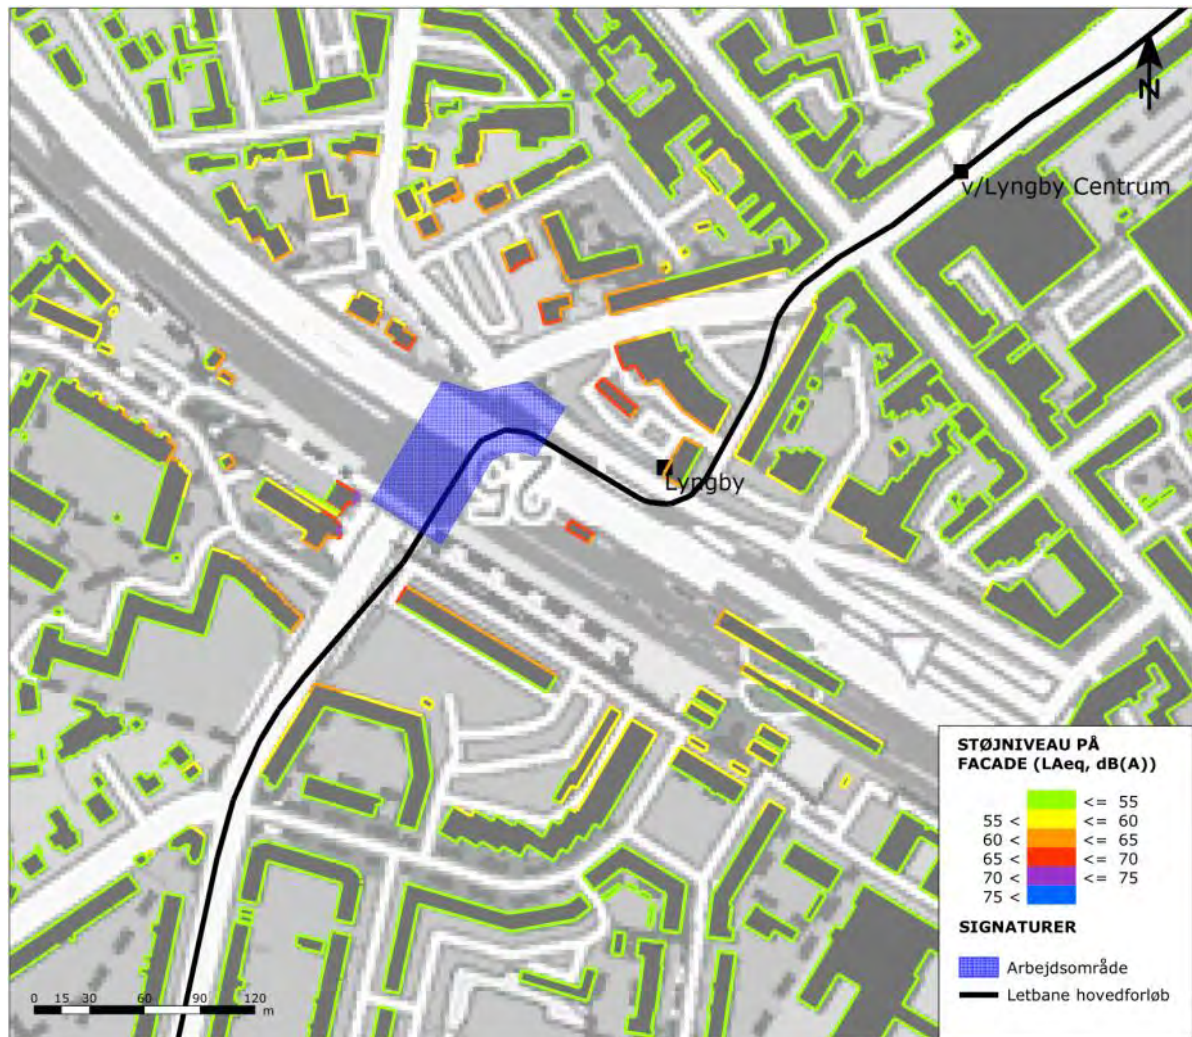 N
v/Lyngby Centrum
Lyngby
25
STØJNIVEAU PÅ
FACADE (LAeq, dB(A))
<= 55
55 < <= 60
60 < <= 65
65 < <= 70
70 < <= 75
75 <
SIGNATURER
Arbejdsområde
Letbane hovedforløb
0 15 30 60 90 120
m